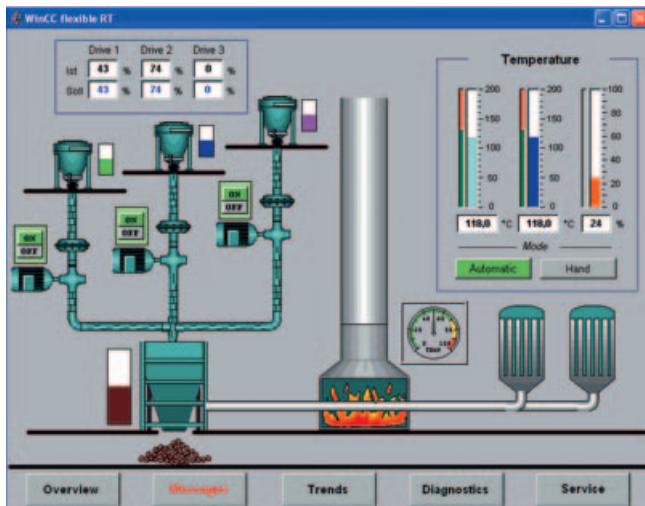 WinCC flexible RT
Drive 1 Drive 2 Drive 3
Ist 43 % 74 % 0 %
Soll 43 % 74 % 0 %
Temperature
200 200 100
80
150 150
60
100 100
40
50 50
20
0 0 0
118,0 °C 118,0 °C 24 %
Mode
Automatic Hand
ON
OFF
ON
OFF
ON
OFF
Overview Messages Trends Diagnostics Service